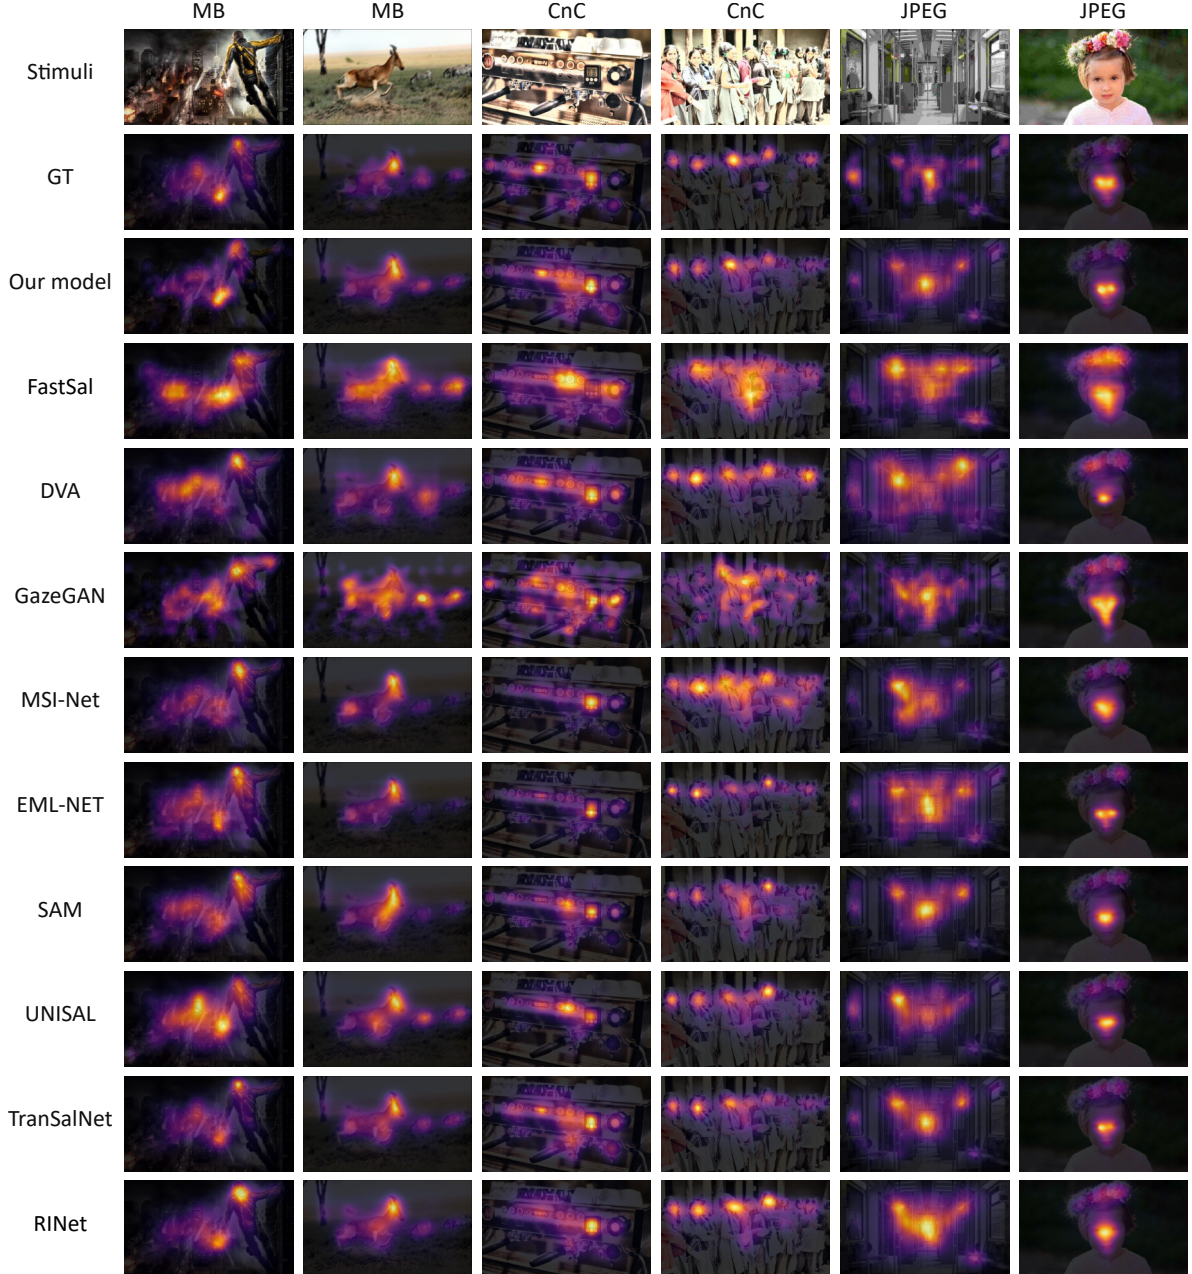 MB MB CnC CnC JPEG JPEG
Stimuli
GT
Our model
FastSal
DVA
GazeGAN
MSI-Net
EML-NET
SAM
UNISAL
TranSalNet
RINet